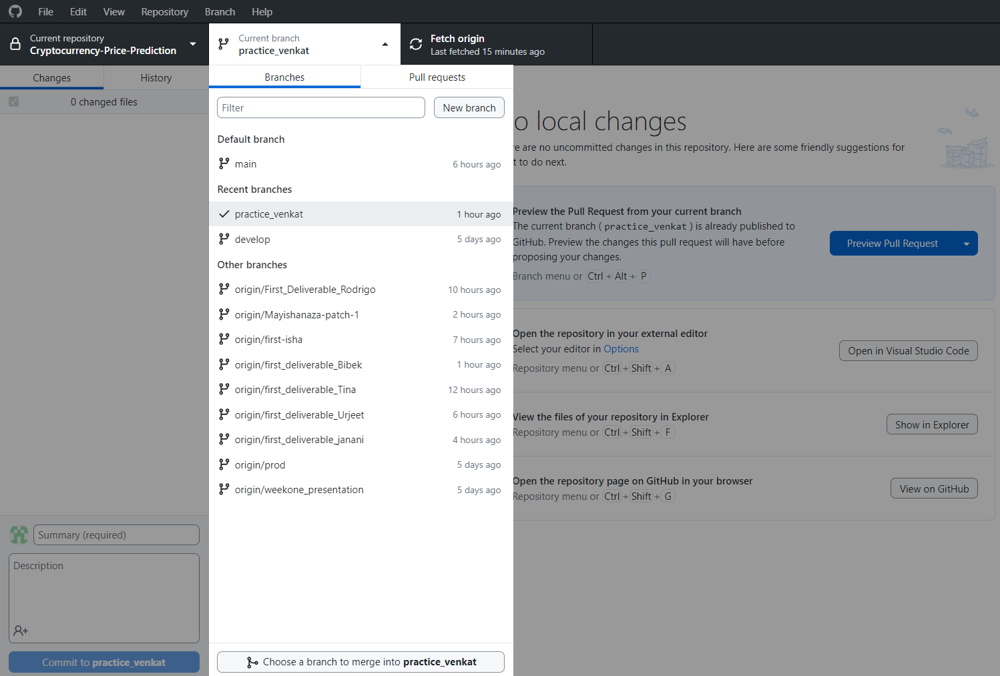 File Edit View Repository Branch Help
Current repository
Cryptocurrency-Price-Prediction
Current branch
practice_venkat
Fetch origin
Last fetched 15 minutes ago
Changes History
0 changed files
Summary (required)
Description
Commit to practice_venkat
Branches Pull requests
Filter New branch
Default branch
main 6 hours ago
Recent branches
practice_venkat 1 hour ago
develop 5 days ago
Other branches
origin/First_Deliverable_Rodrigo 10 hours ago
origin/Mayishanaza-patch-1 2 hours ago
origin/first-isha 7 hours ago
origin/first_deliverable_Bibek 1 hour ago
origin/first_deliverable_Tina 12 hours ago
origin/first_deliverable_Urjeet 6 hours ago
origin/first_deliverable_janani 4 hours ago
origin/prod 5 days ago
origin/weekone_presentation 5 days ago
Choose a branch to merge into practice_venkat
o local changes
re are no uncommitted changes in this repository. Here are some friendly suggestions for
t to do next.
Preview the Pull Request from your current branch
The current branch ( practice_venkat ) is already published to
GitHub. Preview the changes this pull request will have before
proposing your changes.
Branch menu or Ctrl + Alt + P
Preview Pull Request
Open the repository in your external editor
Select your editor in Options
Repository menu or Ctrl + Shift + A
Open in Visual Studio Code
View the files of your repository in Explorer
Repository menu or Ctrl + Shift + F
Show in Explorer
Open the repository page on GitHub in your browser
Repository menu or Ctrl + Shift + G
View on GitHub